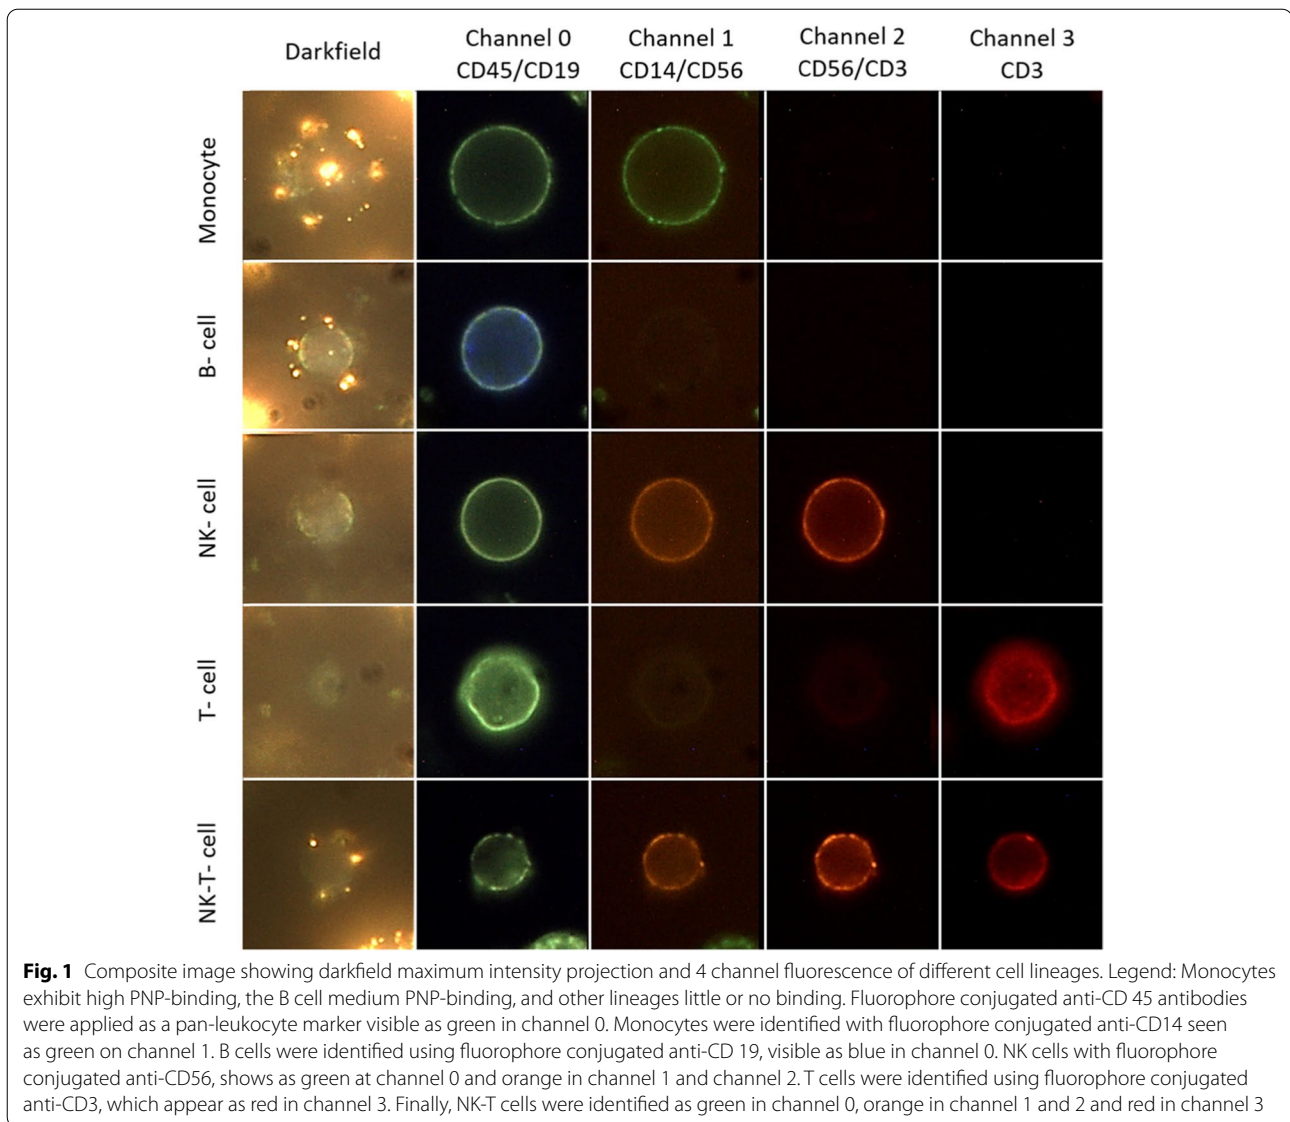 Darkfield
Channel 0
CD45/CD19
Channel 1
CD14/CD56
Channel 2
CD56/CD3
Channel 3
CD3
Monocyte
B- cell
NK- cell
T- cell
NK-T- cell
Fig. 1 Composite image showing darkfield maximum intensity projection and 4 channel fluorescence of different cell lineages. Legend: Monocytes
exhibit high PNP-binding, the B cell medium PNP-binding, and other lineages little or no binding. Fluorophore conjugated anti-CD 45 antibodies
were applied as a pan-leukocyte marker visible as green in channel 0. Monocytes were identified with fluorophore conjugated anti-CD14 seen
as green on channel 1. B cells were identified using fluorophore conjugated anti-CD 19, visible as blue in channel 0. NK cells with fluorophore
conjugated anti-CD56, shows as green at channel 0 and orange in channel 1 and channel 2. T cells were identified using fluorophore conjugated
anti-CD3, which appear as red in channel 3. Finally, NK-T cells were identified as green in channel 0, orange in channel 1 and 2 and red in channel 3